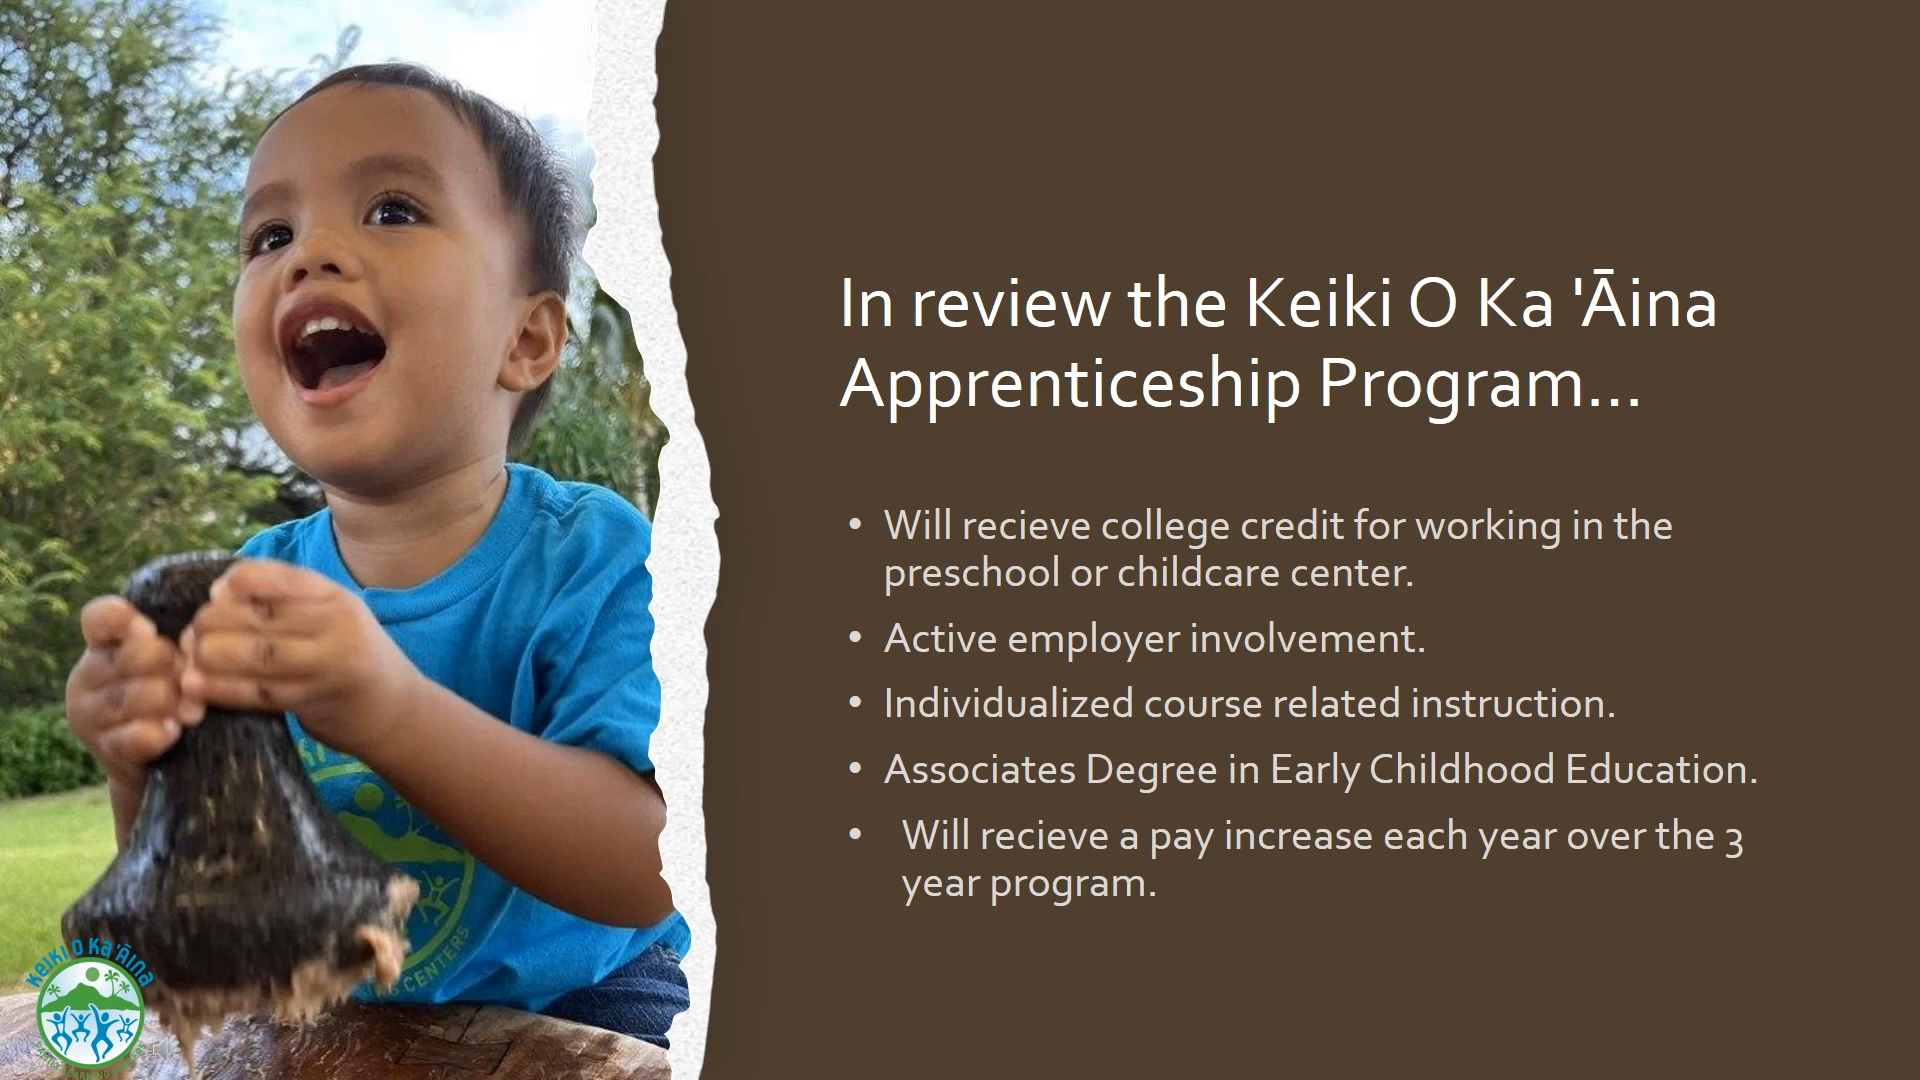 In review the Keiki O Ka 'Āina
Apprenticeship Program...
• Will recieve college credit for working in the
preschool or childcare center.
• Active employer involvement.
• Individualized course related instruction.
• Associates Degree in Early Childhood Education.
• Will recieve a pay increase each year over the 3
year program.
CENTERS
Keiki O Ka 'Āina